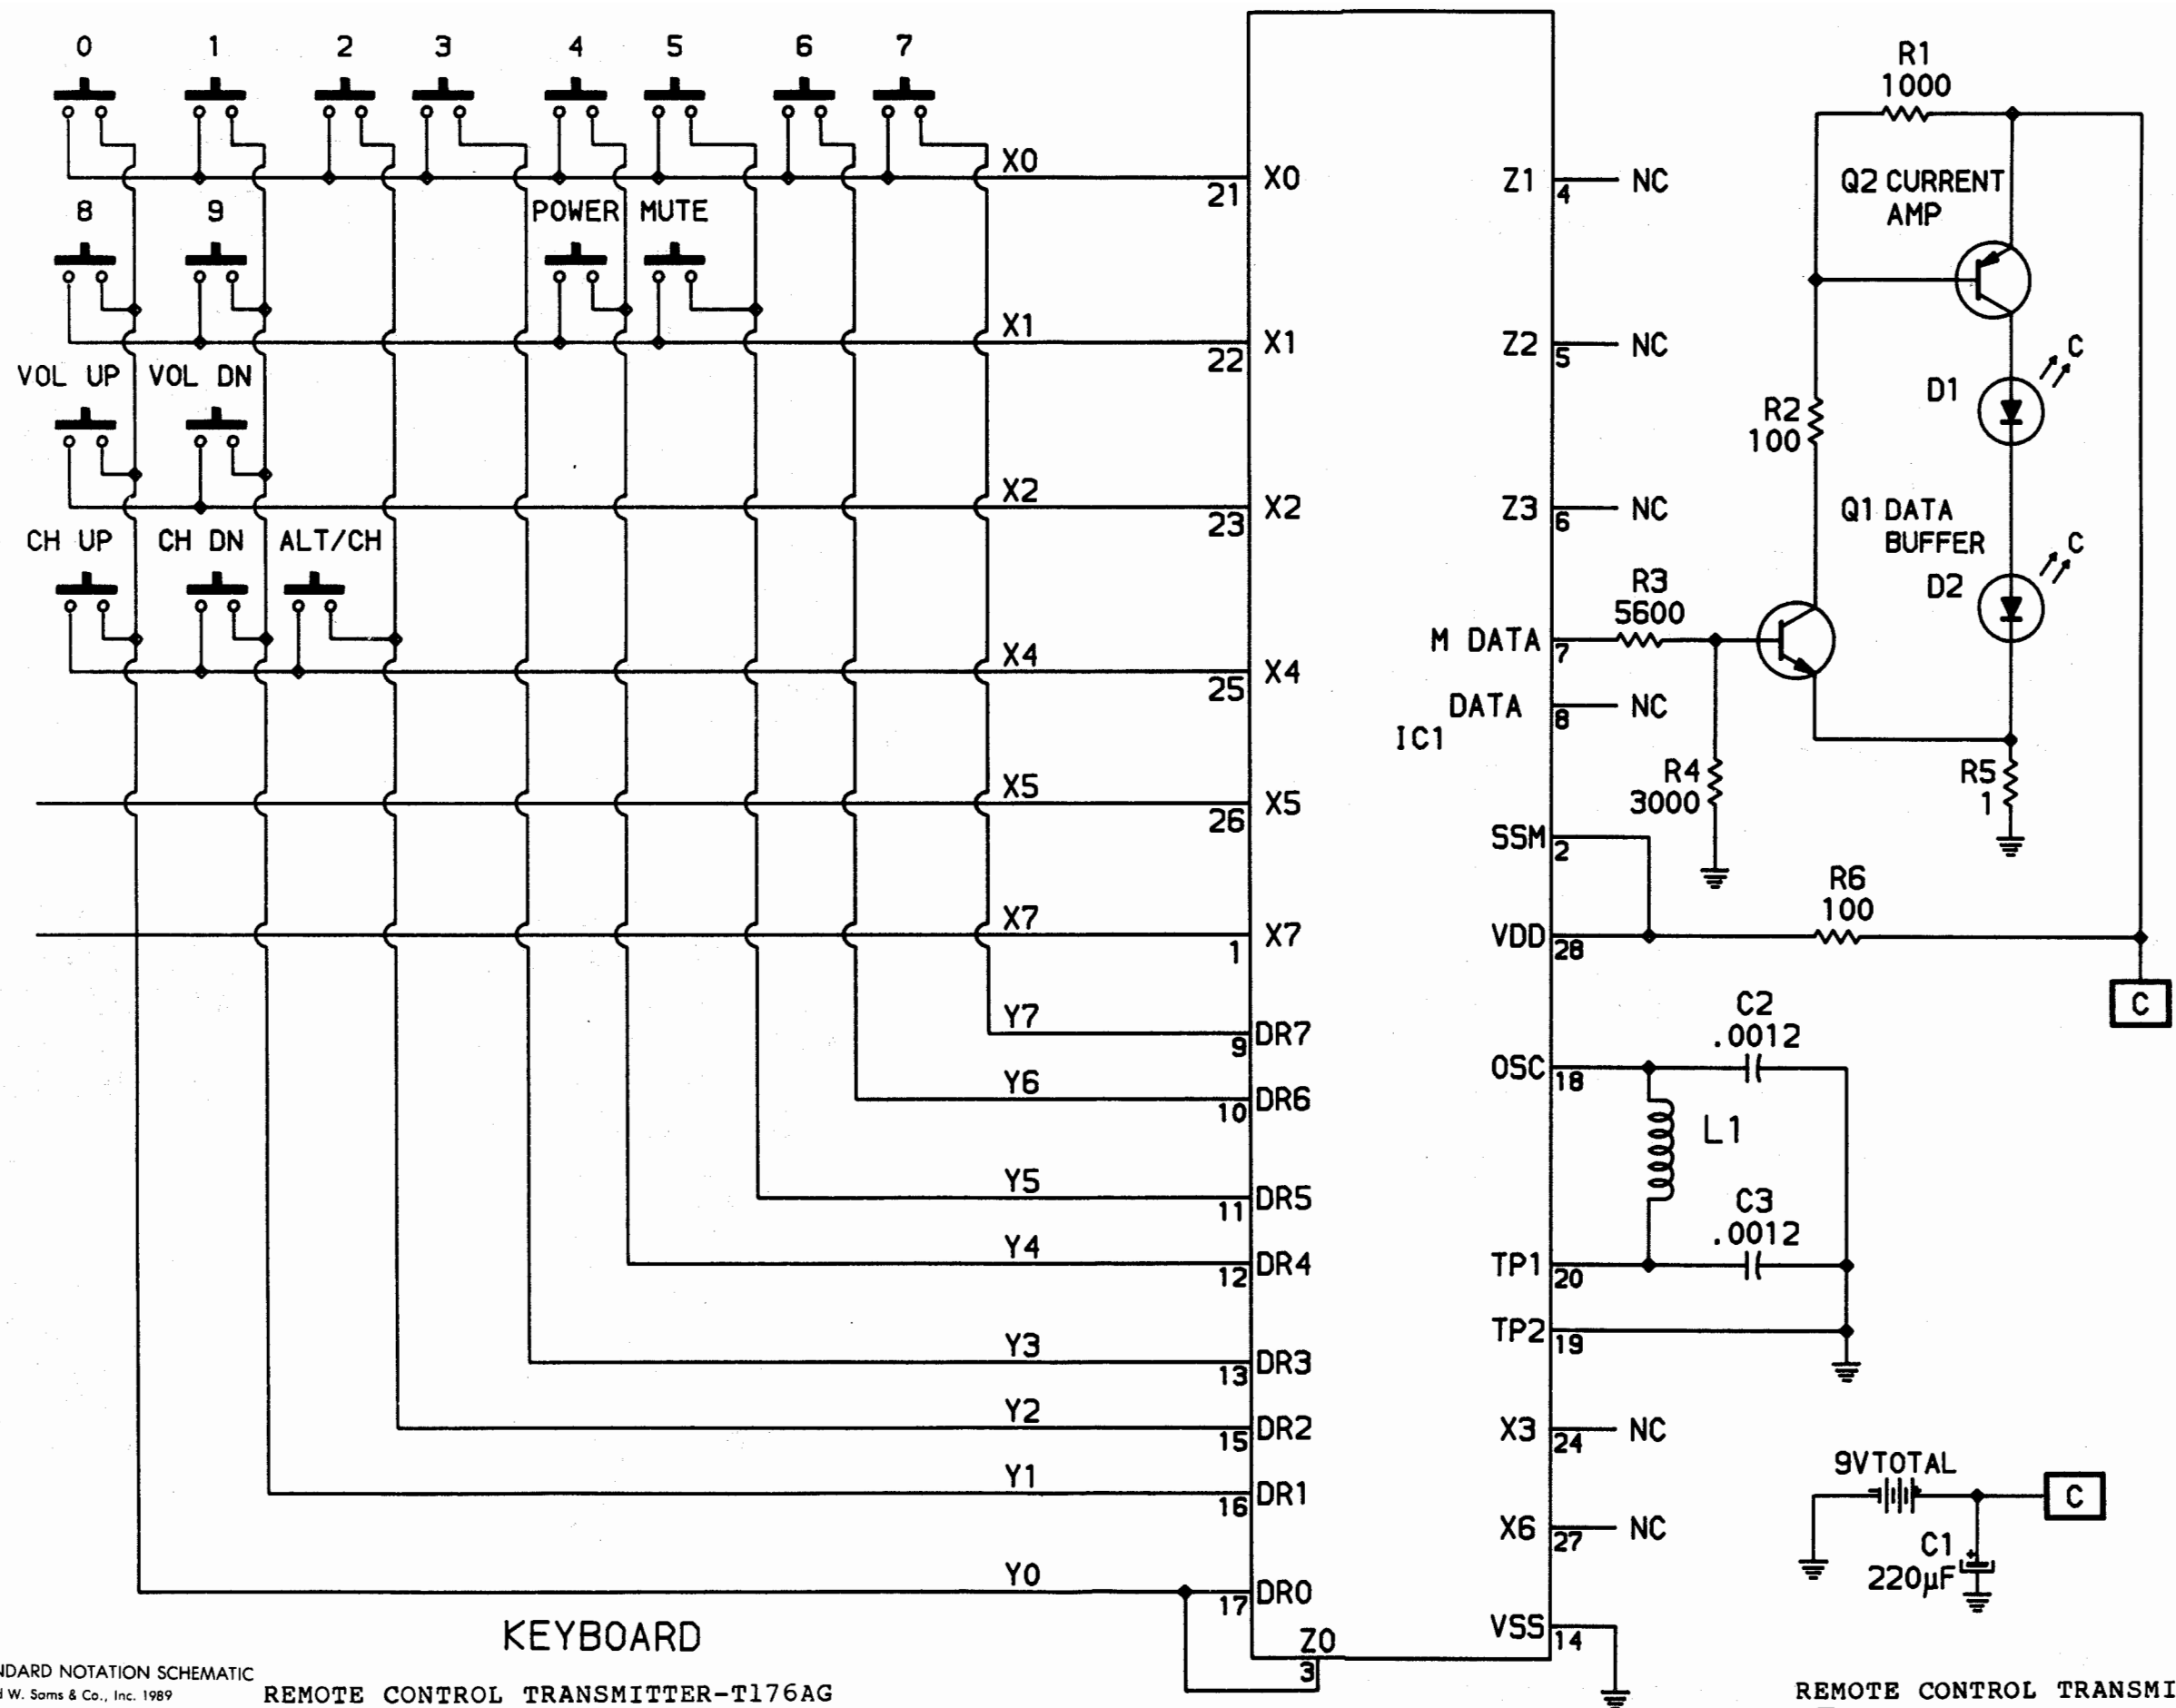 0 1 2 3 4 5 6 7
X0
21
X0
8 9 POWER MUTE
X1
22
X1
VOL UP VOL DN
X2
23
X2
CH UP CH DN ALT/CH
X4
25
X4
X5
26
X5
X7
1
X7
Y7
9
DR7
Y6
10
DR6
Y5
11
DR5
Y4
12
DR4
Y3
13
DR3
Y2
15
DR2
Y1
16
DR1
Y0
17
DR0
Z0
3
IC1
Z1
4
NC
Z2
5
NC
Z3
6
NC
M DATA
7
DATA
8
NC
SSM
2
VDD
28
OSC
18
TP1
20
TP2
19
X3
24
NC
X6
27
NC
VSS
14
R1
1000
Q2 CURRENT
AMP
R2
100
D1
C
Q1 DATA
BUFFER
D2
C
R3
5600
R4
3000
R5
1
R6
100
C
C2
.0012
L1
C3
.0012
9V TOTAL
C
C1
+
220µF
KEYBOARD
NDARD NOTATION SCHEMATIC
W. Sams & Co., Inc. 1989
REMOTE CONTROL TRANSMITTER-T176AG
REMOTE CONTROL TRANSMI